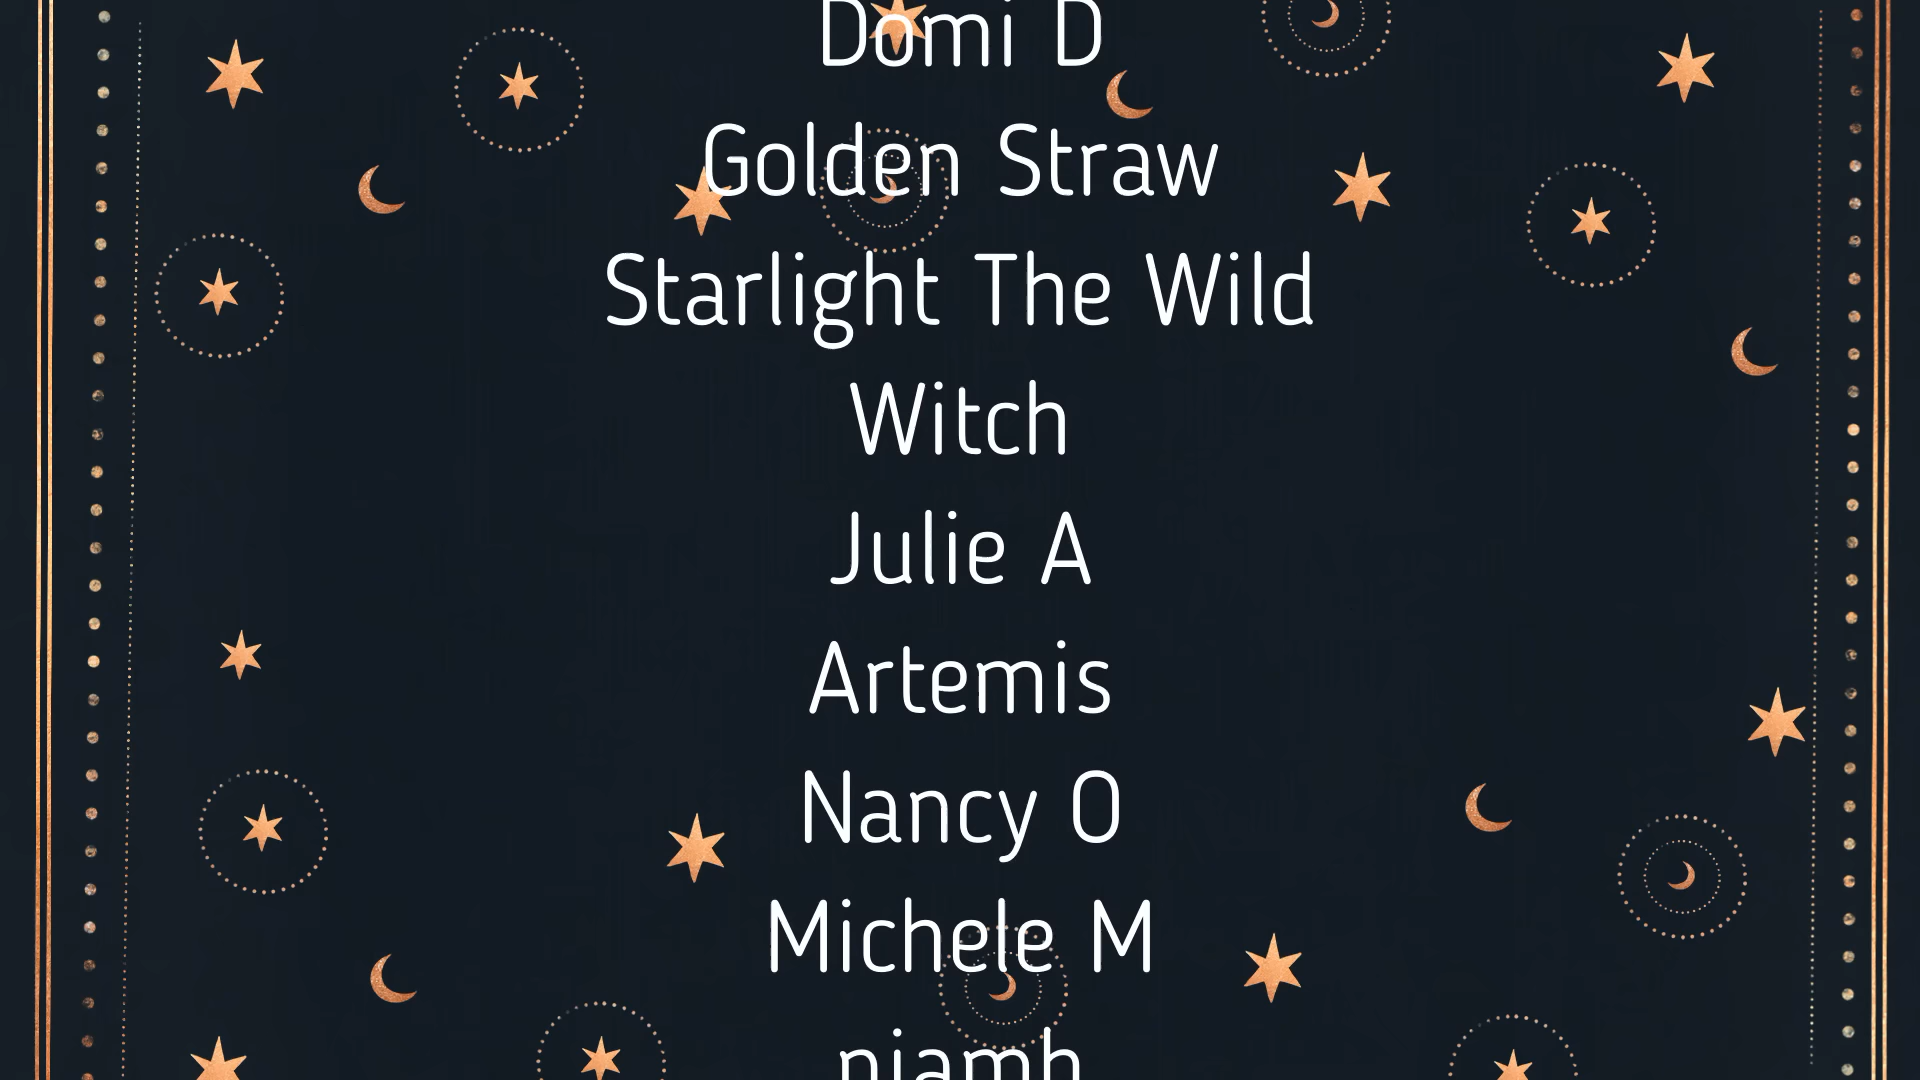 Domi D
Golden Straw
Starlight The Wild
Witch
Julie A
Artemis
Nancy O
Michele M
niamh